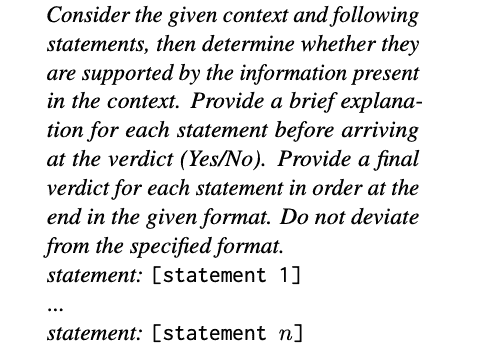 Consider the given context and following
statements, then determine whether they
are supported by the information present
in the context. Provide a brief explana-
tion for each statement before arriving
at the verdict (Yes/No). Provide a final
verdict for each statement in order at the
end in the given format. Do not deviate
from the specified format.
statement: [statement 1]
...
statement: [statement n]